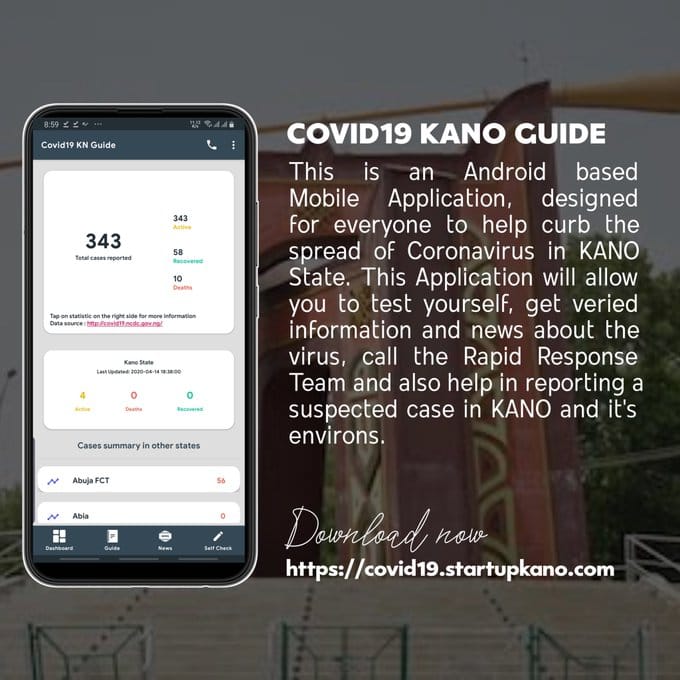 8:59
Covid19 KN Guide
343
Total cases reported
343
Active
58
Recovered
10
Deaths
Tap on statistic on the right side for more information
Data source : http://covid19.ncdc.gov.ng/
Kano State
Last Updated: 2020-04-14 18:38:00
4
Active
0
Deaths
0
Recovered
Cases summary in other states
Abuja FCT 56
Abia 0
Dashboard
Guide
News
Self Check
COVID19 KANO GUIDE
This is an Android based
Mobile Application, designed
for everyone to help curb the
spread of Coronavirus in KANO
State. This Application will allow
you to test yourself, get veried
information and news about the
virus, call the Rapid Response
Team and also help in reporting a
suspected case in KANO and it's
environs.
Download now
https://covid19.startupkano.com